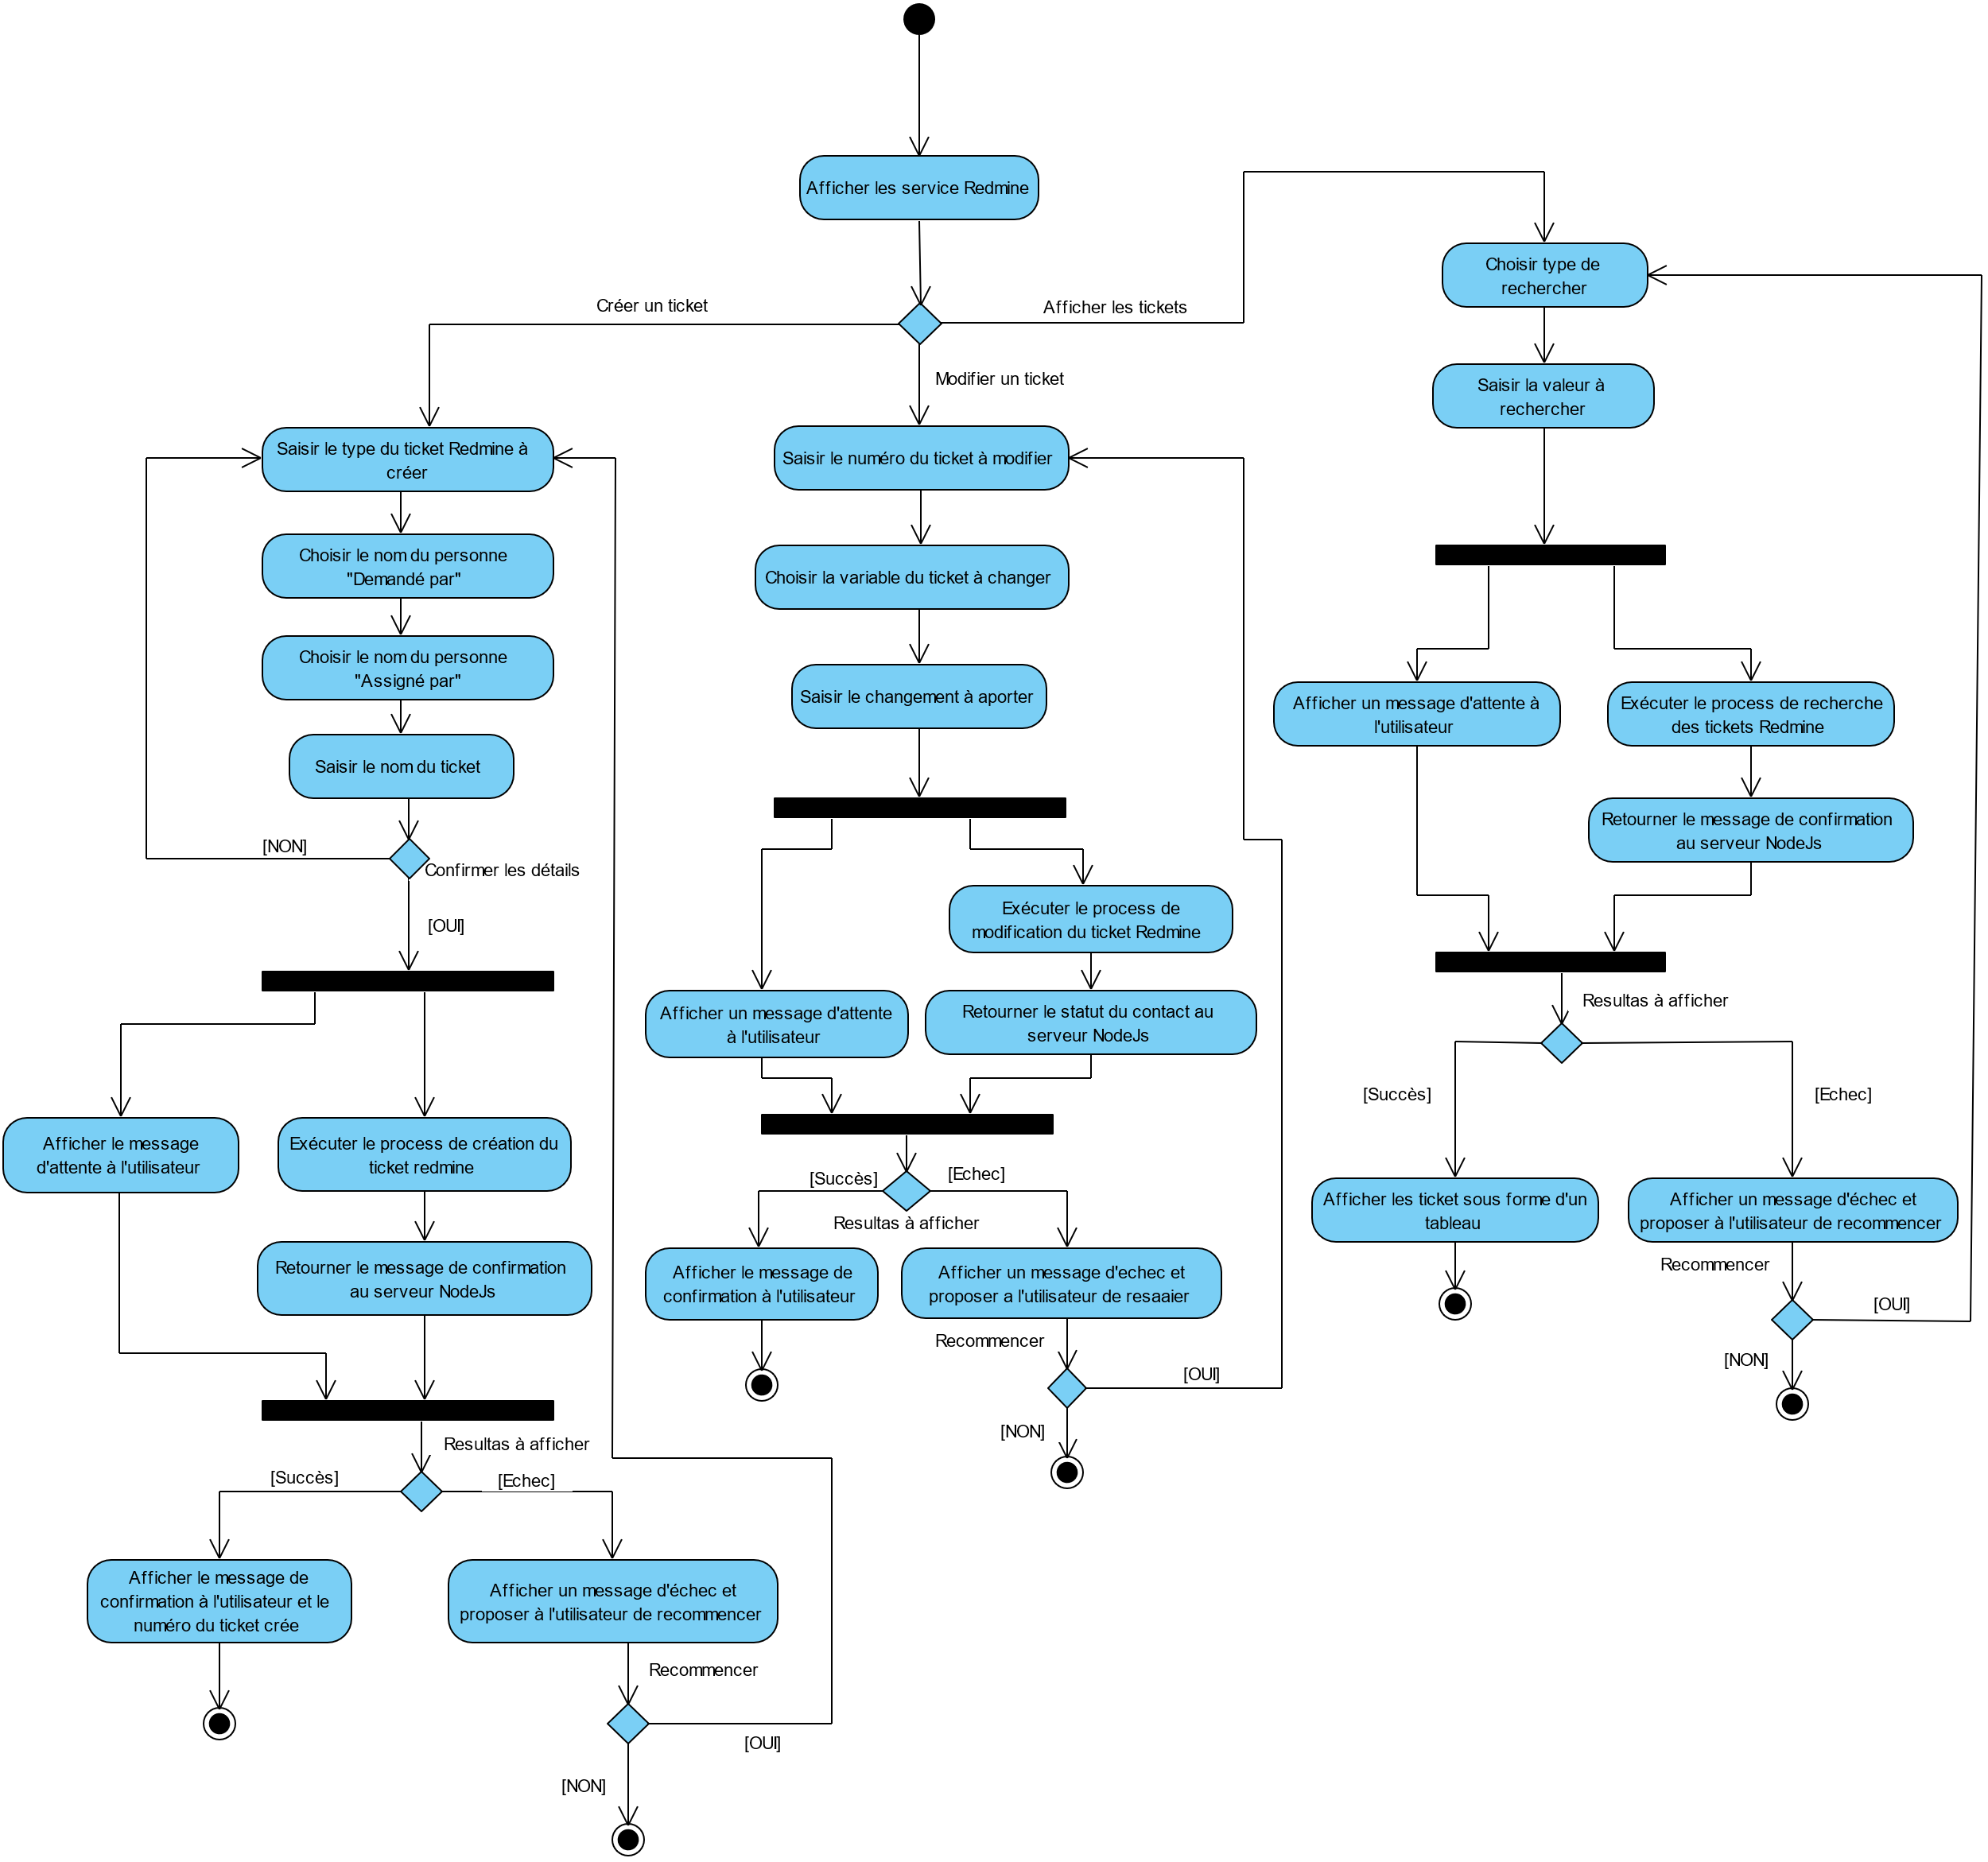 Afficher les service Redmine
Créer un ticket
Afficher les tickets
Modifier un ticket
Saisir le type du ticket Redmine à
créer
Choisir le nom du personne
"Demandé par"
Choisir le nom du personne
"Assigné par"
Saisir le nom du ticket
[NON]
Confirmer les détails
[OUI]
Afficher le message
d'attente à l'utilisateur
Exécuter le process de création du
ticket redmine
Retourner le message de confirmation
au serveur NodeJs
Resultas à afficher
[Succès]
[Echec]
Afficher le message de
confirmation à l'utilisateur et le
numéro du ticket crée
Afficher un message d'échec et
proposer à l'utilisateur de recommencer
Recommencer
[OUI]
[NON]
Saisir le numéro du ticket à modifier
Choisir la variable du ticket à changer
Saisir le changement à aporter
Exécuter le process de
modification du ticket Redmine
Afficher un message d'attente
à l'utilisateur
Retourner le statut du contact au
serveur NodeJs
[Succès]
[Echec]
Resultas à afficher
Afficher le message de
confirmation à l'utilisateur
Afficher un message d'echec et
proposer a l'utilisateur de resaaier
Recommencer
[OUI]
[NON]
Choisir type de
rechercher
Saisir la valeur à
rechercher
Afficher un message d'attente à
l'utilisateur
Exécuter le process de recherche
des tickets Redmine
Retourner le message de confirmation
au serveur NodeJs
Resultas à afficher
[Succès]
[Echec]
Afficher les ticket sous forme d'un
tableau
Afficher un message d'échec et
proposer à l'utilisateur de recommencer
Recommencer
[OUI]
[NON]